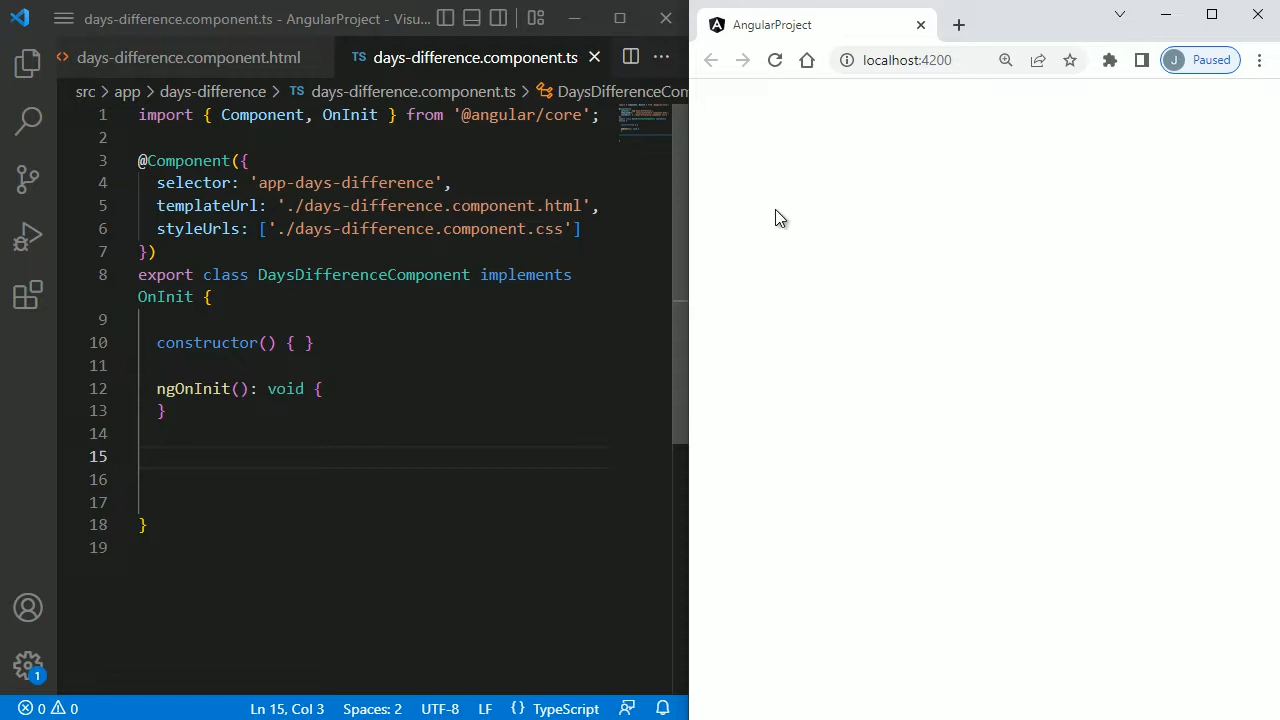 days-difference.component.ts - AngularProject - Visu...
days-difference.component.html
TS days-difference.component.ts
src > app > days-difference > TS days-difference.component.ts > DaysDifferenceCom
1 import { Component, OnInit } from '@angular/core';
2
3 @Component({
4 selector: 'app-days-difference',
5 templateUrl: './days-difference.component.html',
6 styleUrls: ['./days-difference.component.css']
7 })
8 export class DaysDifferenceComponent implements
OnInit {
9
10 constructor() { }
11
12 ngOnInit(): void {
13 }
14
15
16
17
18 }
19
1
0 0
Ln 15, Col 3
Spaces: 2
UTF-8
LF
{} TypeScript
AngularProject
localhost:4200
J Paused